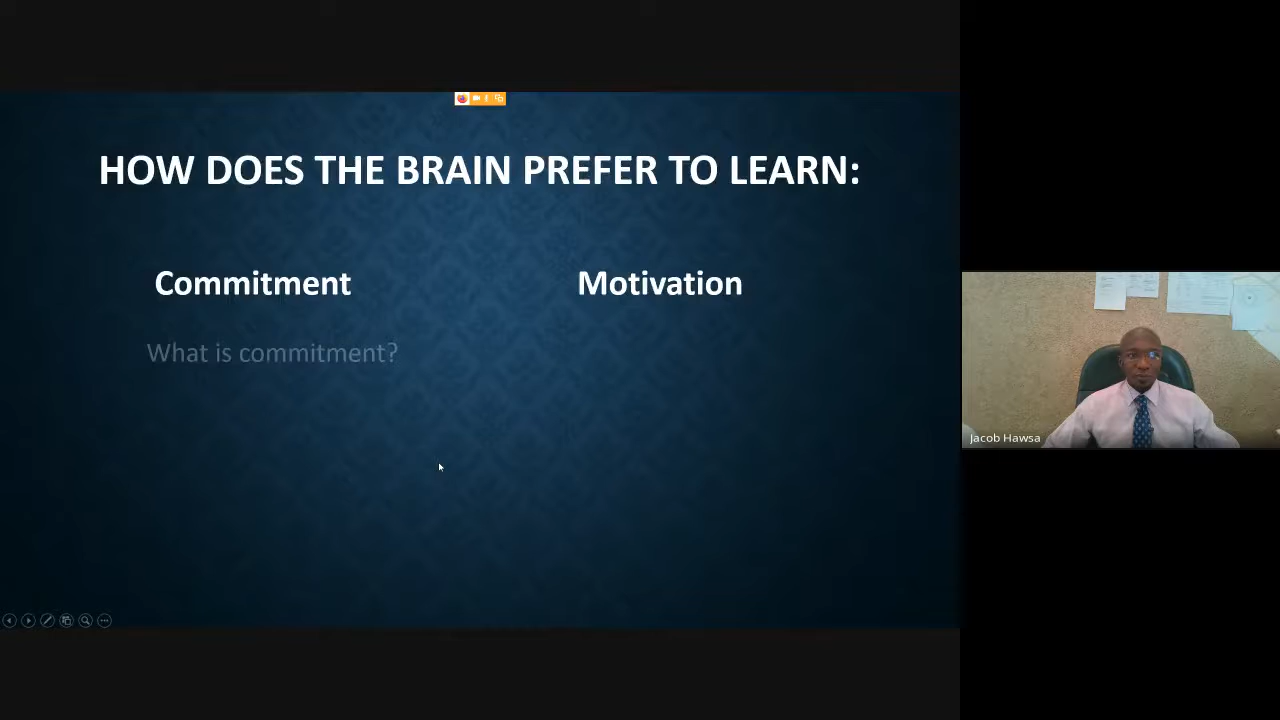 HOW DOES THE BRAIN PREFER TO LEARN:
Commitment
Motivation
What is commitment?
Jacob Hawsa